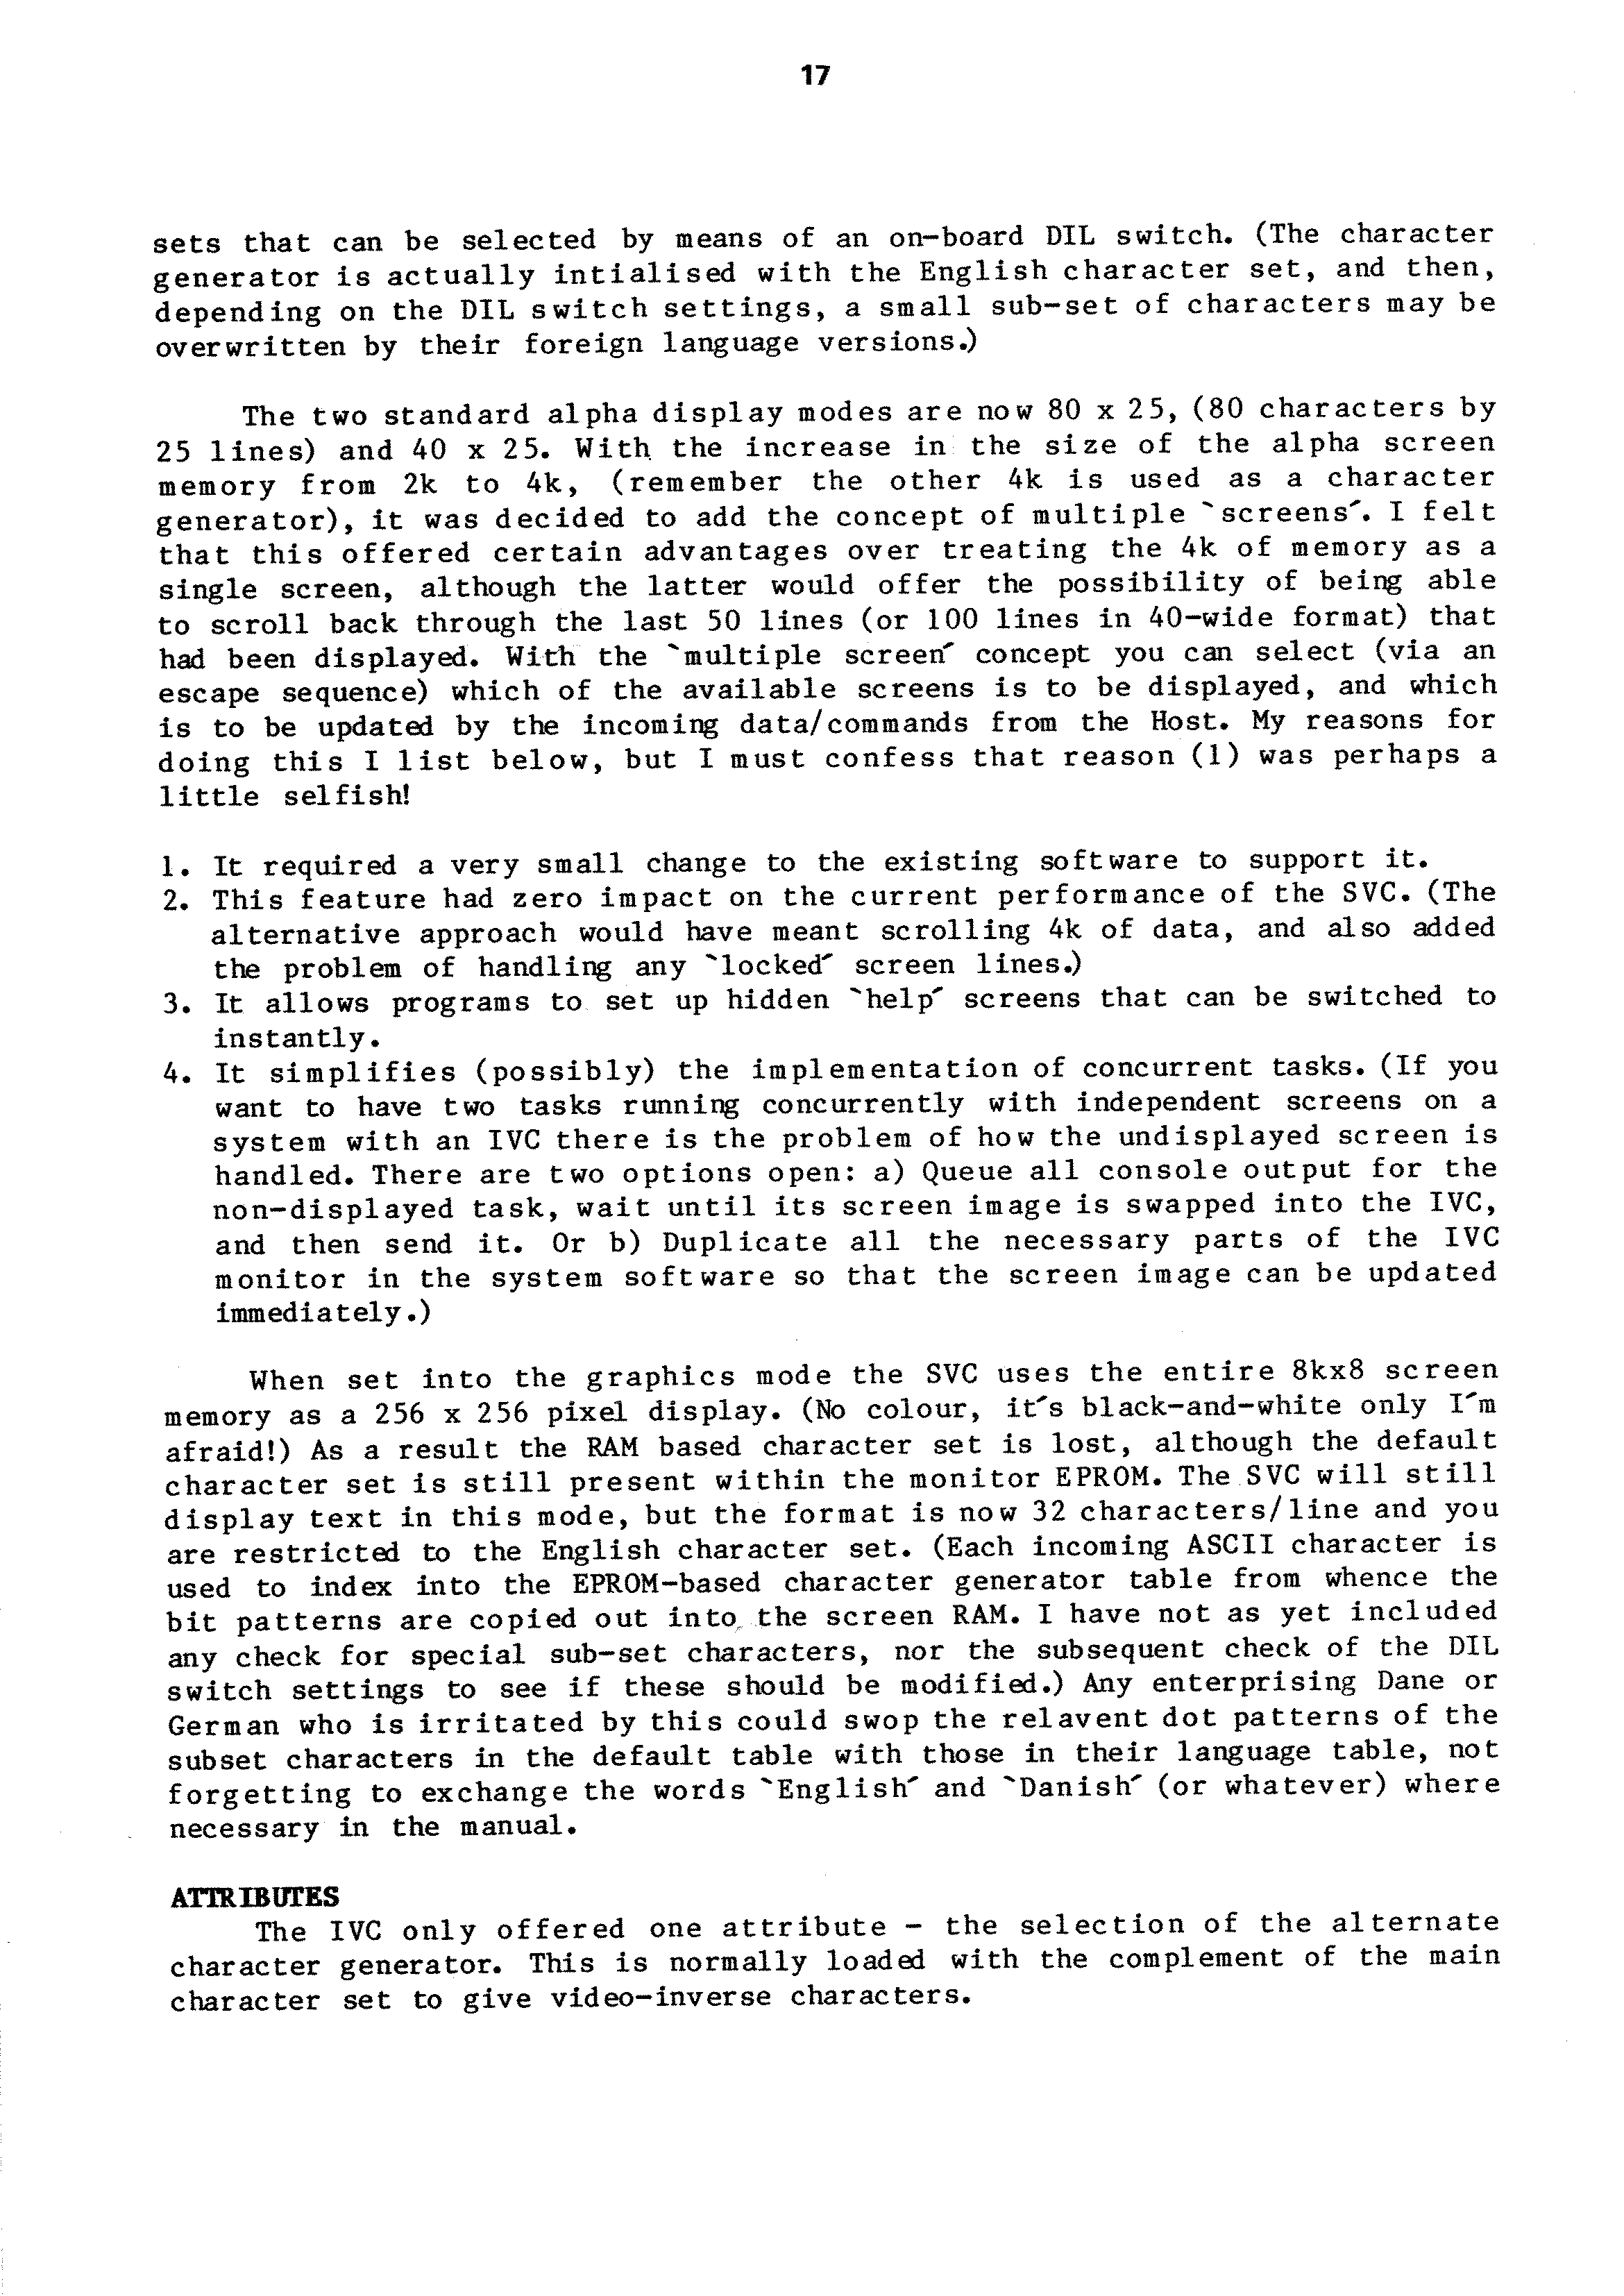 17
sets that can be selected by means of an on-board DIL switch. (The character
generator is actually intialised with the English character set, and then,
depending on the DIL switch settings, a small sub-set of characters may be
overwritten by their foreign language versions.)
The two standard alpha display modes are now 80 x 25, (80 characters by
25 lines) and 40 x 25. With the increase in the size of the alpha screen
memory from 2k to 4k, (remember the other 4k is used as a character
generator), it was decided to add the concept of multiple `screens´. I felt
that this offered certain advantages over treating the 4k of memory as a
single screen, although the latter would offer the possibility of being able
to scroll back through the last 50 lines (or 100 lines in 40-wide format) that
had been displayed. With the `multiple screen´ concept you can select (via an
escape sequence) which of the available screens is to be displayed, and which
is to be updated by the incoming data/commands from the Host. My reasons for
doing this I list below, but I must confess that reason (1) was perhaps a
little selfish!
1. It required a very small change to the existing software to support it.
2. This feature had zero impact on the current performance of the SVC. (The
alternative approach would have meant scrolling 4k of data, and also added
the problem of handling any `locked´ screen lines.)
3. It allows programs to set up hidden `help´ screens that can be switched to
instantly.
4. It simplifies (possibly) the implementation of concurrent tasks. (If you
want to have two tasks running concurrently with independent screens on a
system with an IVC there is the problem of how the undisplayed screen is
handled. There are two options open: a) Queue all console output for the
non-displayed task, wait until its screen image is swapped into the IVC,
and then send it. Or b) Duplicate all the necessary parts of the IVC
monitor in the system software so that the screen image can be updated
immediately.)
When set into the graphics mode the SVC uses the entire 8kx8 screen
memory as a 256 x 256 pixel display. (No colour, it´s black-and-white only I´m
afraid!) As a result the RAM based character set is lost, although the default
character set is still present within the monitor EPROM. The SVC will still
display text in this mode, but the format is now 32 characters/line and you
are restricted to the English character set. (Each incoming ASCII character is
used to index into the EPROM-based character generator table from whence the
bit patterns are copied out into the screen RAM. I have not as yet included
any check for special sub-set characters, nor the subsequent check of the DIL
switch settings to see if these should be modified.) Any enterprising Dane or
German who is irritated by this could swop the relavent dot patterns of the
subset characters in the default table with those in their language table, not
forgetting to exchange the words `English´ and `Danish´ (or whatever) where
necessary in the manual.
ATTRIBUTES
The IVC only offered one attribute - the selection of the alternate
character generator. This is normally loaded with the complement of the main
character set to give video-inverse characters.